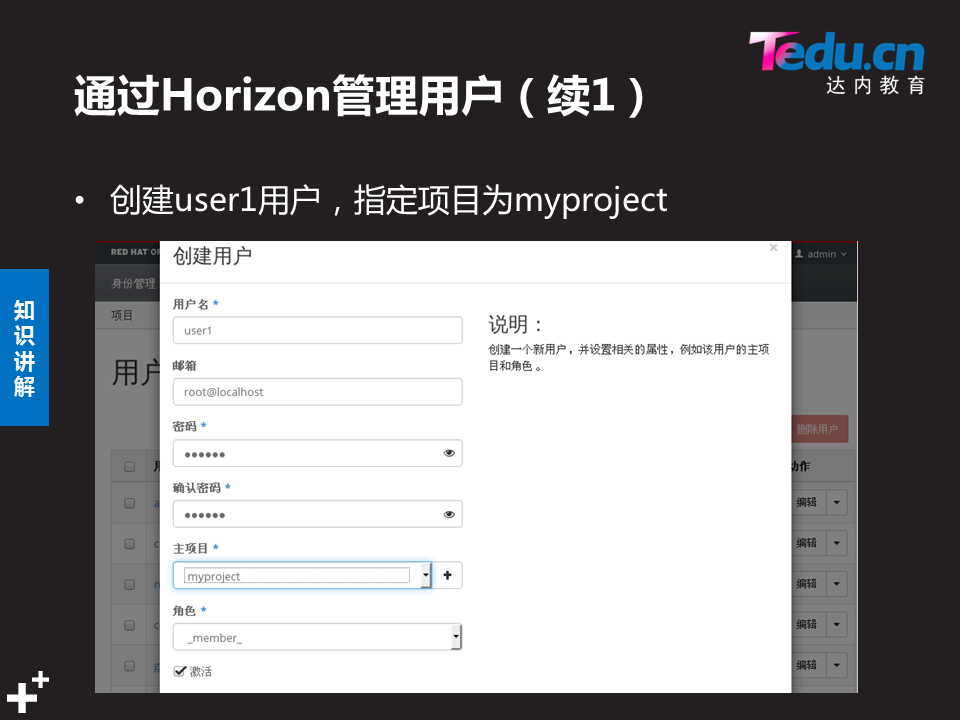 Tedu.cn
达内教育
通过Horizon管理用户（续1）
• 创建user1用户，指定项目为myproject
知识讲解
RED HAT OP
admin
身份管理
项目
用户
删除用户
动作
编辑
编辑
编辑
编辑
编辑
创建用户
×
用户名 *
user1
邮箱
root@localhost
密码 *
••••••
确认密码 *
••••••
主项目 *
myproject
+
角色 *
_member_
激活
说明：
创建一个新用户，并设置相关的属性，例如该用户的主项
目和角色。